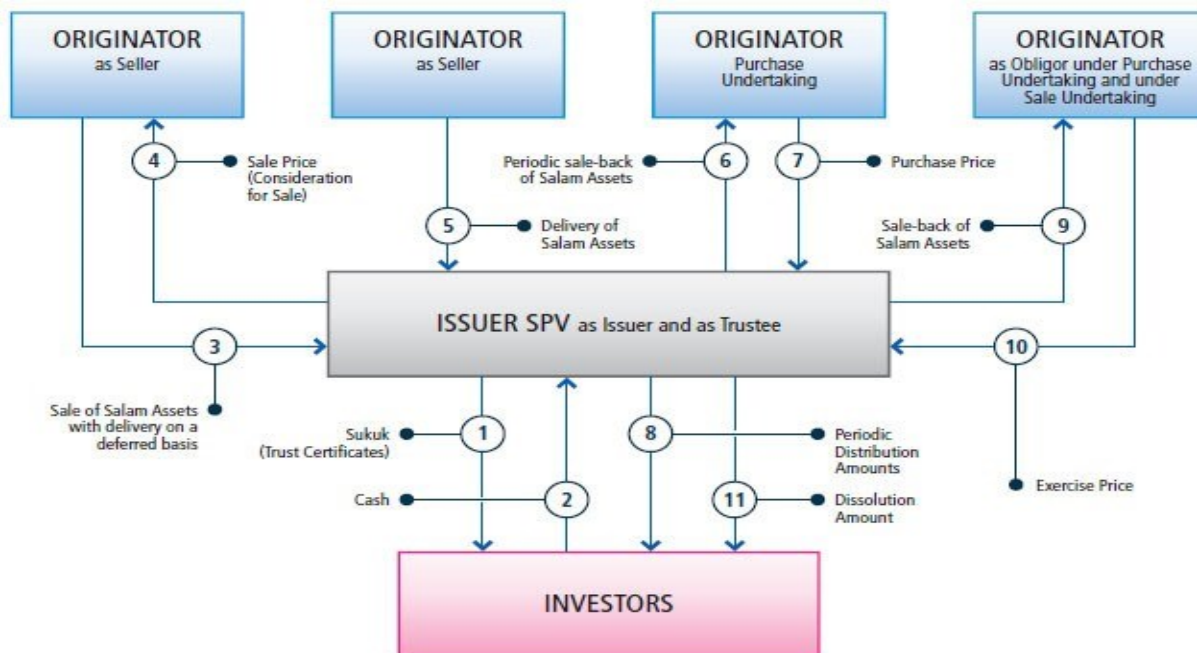 ORIGINATOR
as Seller
ORIGINATOR
as Seller
ORIGINATOR
Purchase
Undertaking
ORIGINATOR
as Obligor under Purchase
Undertaking and under
Sale Undertaking
4
Sale Price
(Consideration
for Sale)
5
Delivery of
Salam Assets
Periodic sale-back
of Salam Assets
6
7
Purchase Price
Sale-back of
Salam Assets
9
ISSUER SPV as Issuer and as Trustee
3
10
Sale of Salam Assets
with delivery on a
deferred basis
Sukuk
(Trust Certificates)
1
8
Periodic
Distribution
Amounts
Cash
2
11
Dissolution
Amount
Exercise Price
INVESTORS